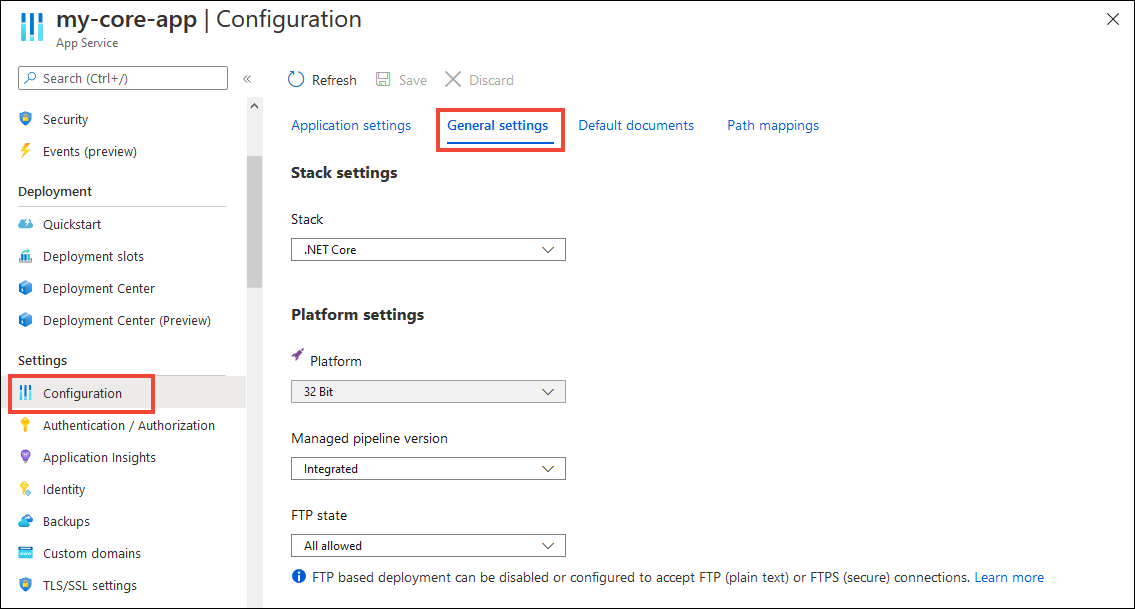 my-core-app | Configuration
App Service
Search (Ctrl+/)
«
Security
Events (preview)
Deployment
Quickstart
Deployment slots
Deployment Center
Deployment Center (Preview)
Settings
Configuration
Authentication / Authorization
Application Insights
Identity
Backups
Custom domains
TLS/SSL settings
Refresh Save Discard
Application settings General settings Default documents Path mappings
Stack settings
Stack
.NET Core
Platform settings
Platform
32 Bit
Managed pipeline version
Integrated
FTP state
All allowed
FTP based deployment can be disabled or configured to accept FTP (plain text) or FTPS (secure) connections. Learn more